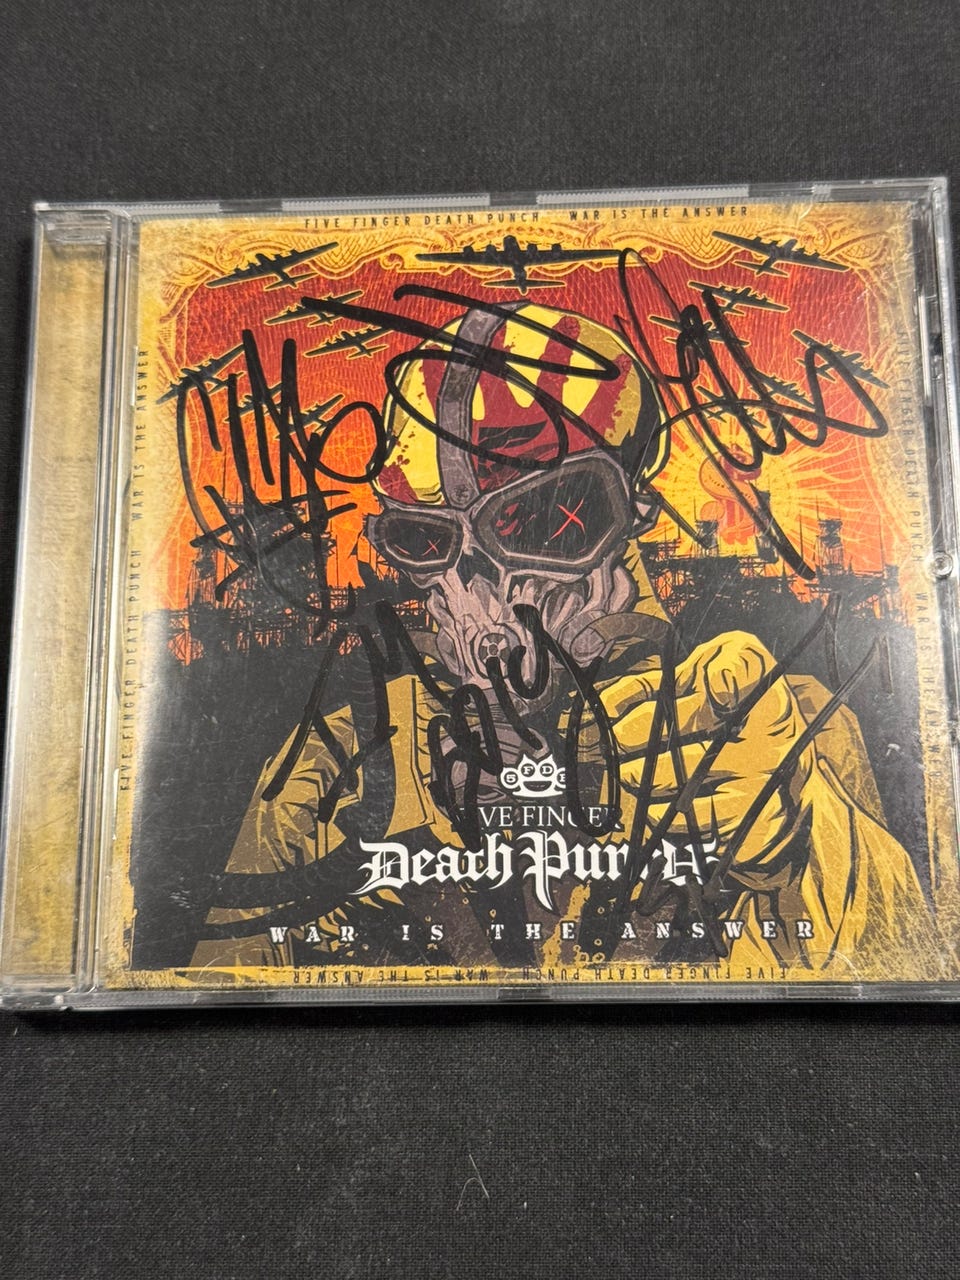 FIVE FINGER DEATH PUNCH WAR IS THE ANSWER
FIVE FINGER DEATH PUNCH WAR IS THE ANSWER
FIVE FINGER DEATH PUNCH WAR IS THE ANSWER
5FDP
FIVE FINGER
Death Punch
WAR IS THE ANSWER
FIVE FINGER DEATH PUNCH WAR IS THE ANSWER